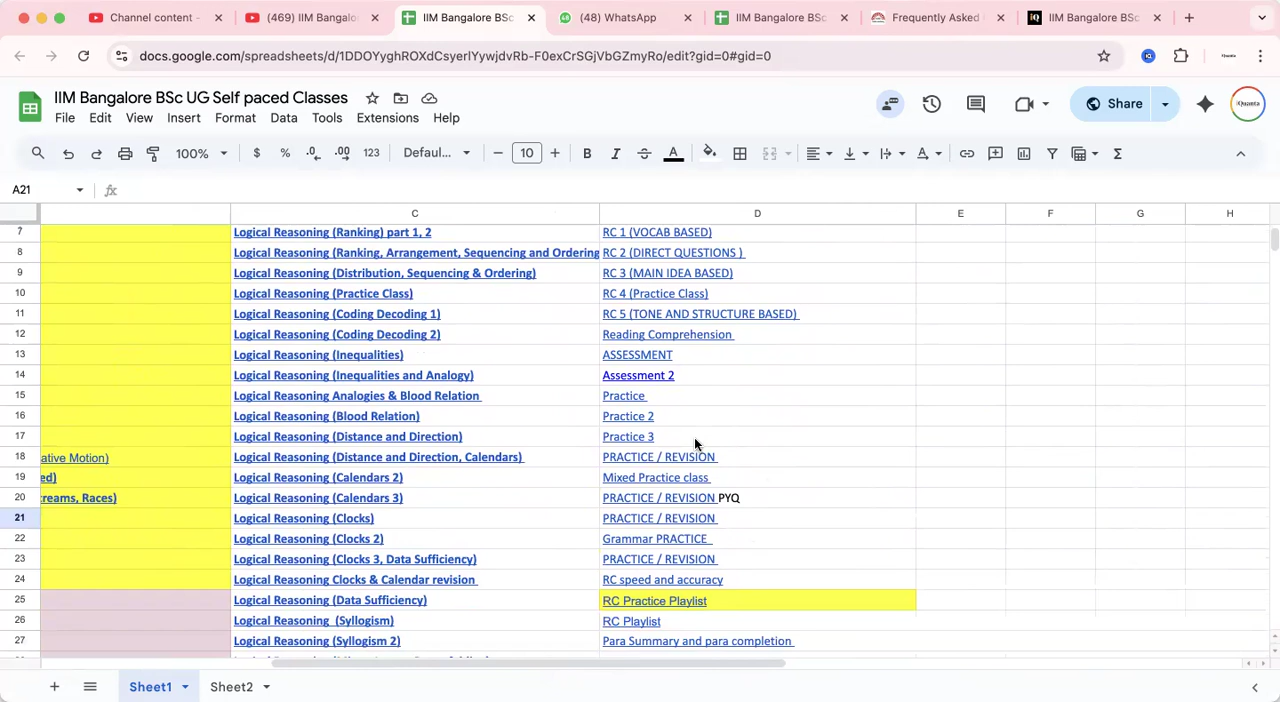 Channel content -
(469) IIM Bangalo
IIM Bangalore BSc
(48) WhatsApp
IIM Bangalore BSc
Frequently Asked
IIM Bangalore BSc
docs.google.com/spreadsheets/d/1DDOYyghROXdCsyerIYywjdvRb-F0exCrSGjVbGZmyRo/edit?gid=0#gid=0
IIM Bangalore BSc UG Self paced Classes
File Edit View Insert Format Data Tools Extensions Help
Share
iQuanta
100% $ % .0 .00 123 Defaul... 10 B I A
A21 fx
C D E F G H
7 Logical Reasoning (Ranking) part 1, 2 RC 1 (VOCAB BASED)
8 Logical Reasoning (Ranking, Arrangement, Sequencing and Ordering RC 2 (DIRECT QUESTIONS )
9 Logical Reasoning (Distribution, Sequencing & Ordering) RC 3 (MAIN IDEA BASED)
10 Logical Reasoning (Practice Class) RC 4 (Practice Class)
11 Logical Reasoning (Coding Decoding 1) RC 5 (TONE AND STRUCTURE BASED)
12 Logical Reasoning (Coding Decoding 2) Reading Comprehension
13 Logical Reasoning (Inequalities) ASSESSMENT
14 Logical Reasoning (Inequalities and Analogy) Assessment 2
15 Logical Reasoning Analogies & Blood Relation Practice
16 Logical Reasoning (Blood Relation) Practice 2
17 Logical Reasoning (Distance and Direction) Practice 3
18 ative Motion) Logical Reasoning (Distance and Direction, Calendars) PRACTICE / REVISION
19 ed) Logical Reasoning (Calendars 2) Mixed Practice class
20 treams, Races) Logical Reasoning (Calendars 3) PRACTICE / REVISION PYQ
21 Logical Reasoning (Clocks) PRACTICE / REVISION
22 Logical Reasoning (Clocks 2) Grammar PRACTICE
23 Logical Reasoning (Clocks 3, Data Sufficiency) PRACTICE / REVISION
24 Logical Reasoning Clocks & Calendar revision RC speed and accuracy
25 Logical Reasoning (Data Sufficiency) RC Practice Playlist
26 Logical Reasoning (Syllogism) RC Playlist
27 Logical Reasoning (Syllogism 2) Para Summary and para completion
Sheet1 Sheet2